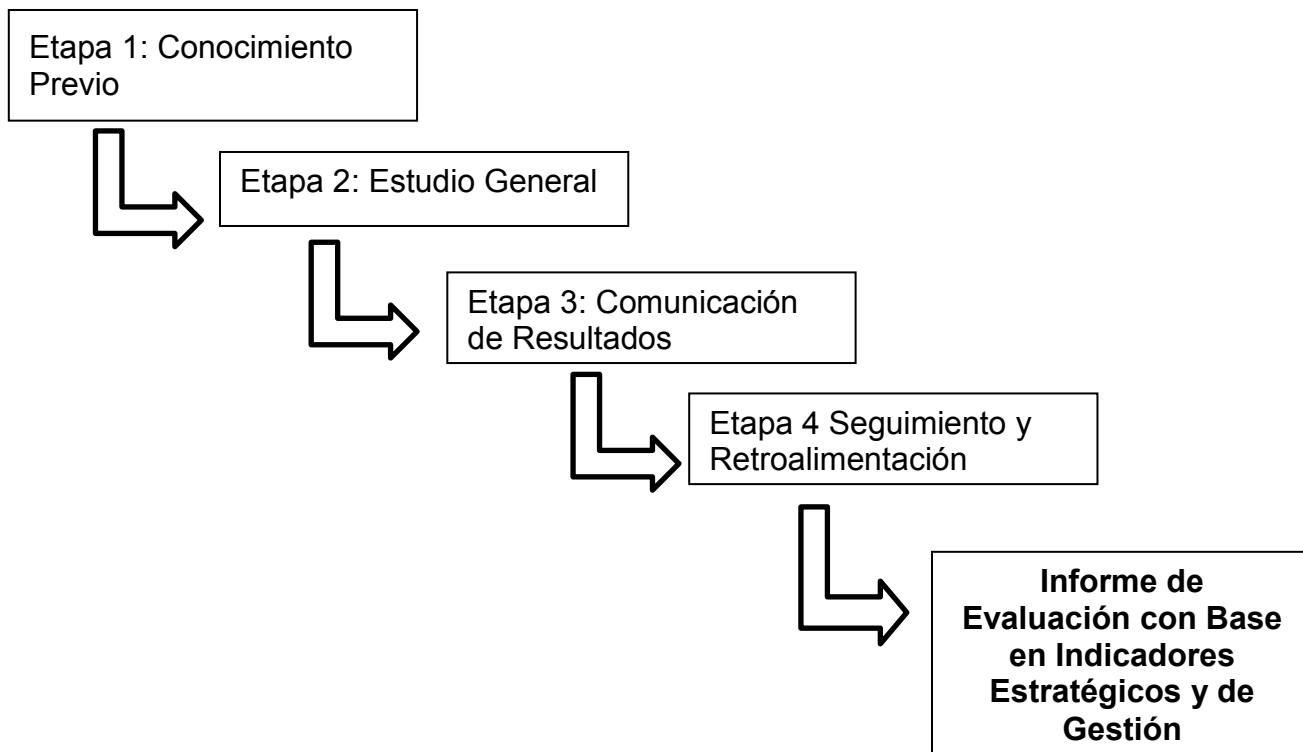 Etapa 1: Conocimiento
Previo
Etapa 2: Estudio General
Etapa 3: Comunicación
de Resultados
Etapa 4 Seguimiento y
Retroalimentación
Informe de
Evaluación con Base
en Indicadores
Estratégicos y de
Gestión